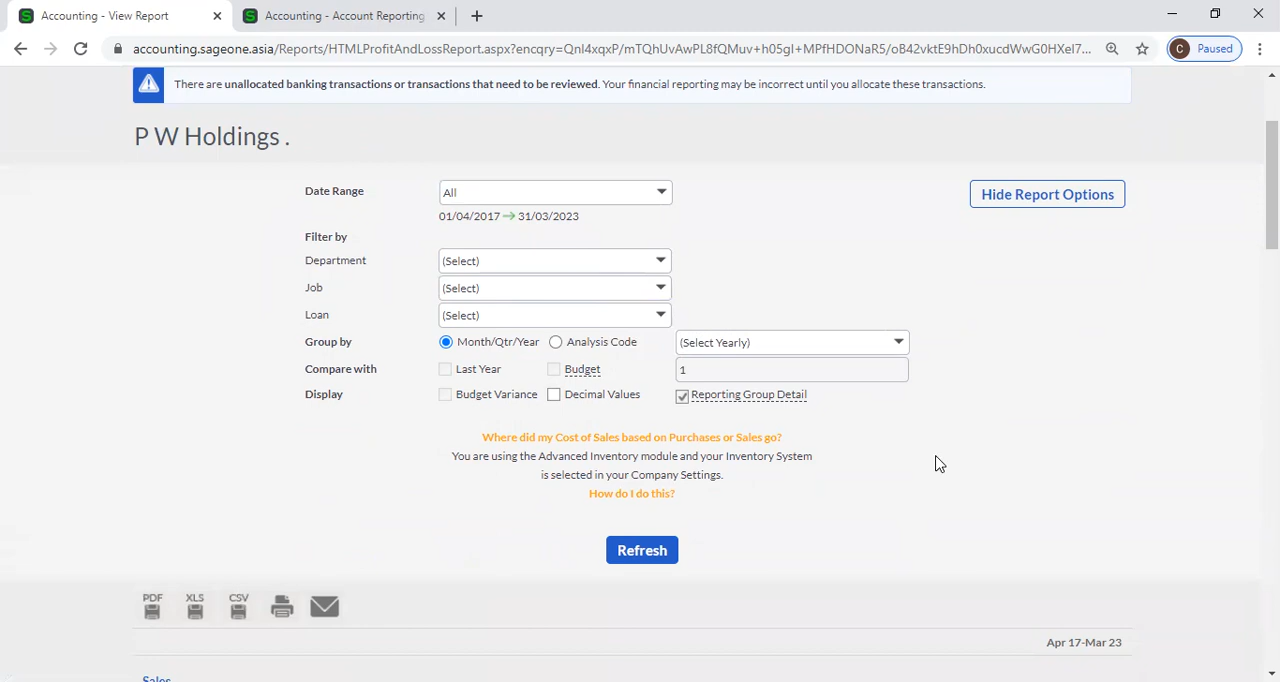 Accounting - View Report
Accounting - Account Reporting
accounting.sageone.asia/Reports/HTMLProfitAndLossReport.aspx?encqry=QnI4xqxP/mTQhUvAwPL8fQMuv+h05gI+MPfHDONaR5/oB42vktE9hDh0xucdWwG0HXeI7...
C Paused
There are unallocated banking transactions or transactions that need to be reviewed. Your financial reporting may be incorrect until you allocate these transactions.
P W Holdings .
Date Range All Hide Report Options
01/04/2017 → 31/03/2023
Filter by
Department (Select)
Job (Select)
Loan (Select)
Group by Month/Qtr/Year Analysis Code (Select Yearly)
Compare with Last Year Budget 1
Display Budget Variance Decimal Values Reporting Group Detail
Where did my Cost of Sales based on Purchases or Sales go?
You are using the Advanced Inventory module and your Inventory System
is selected in your Company Settings.
How do I do this?
Refresh
PDF XLS CSV
Apr 17-Mar 23
Sales